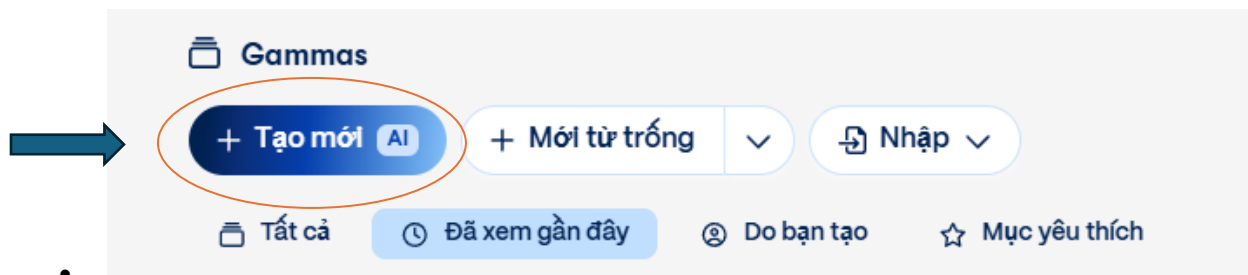 Gammas
+ Tạo mới AI + Mới từ trống Nhập
Tất cả Đã xem gần đây Do bạn tạo Mục yêu thích